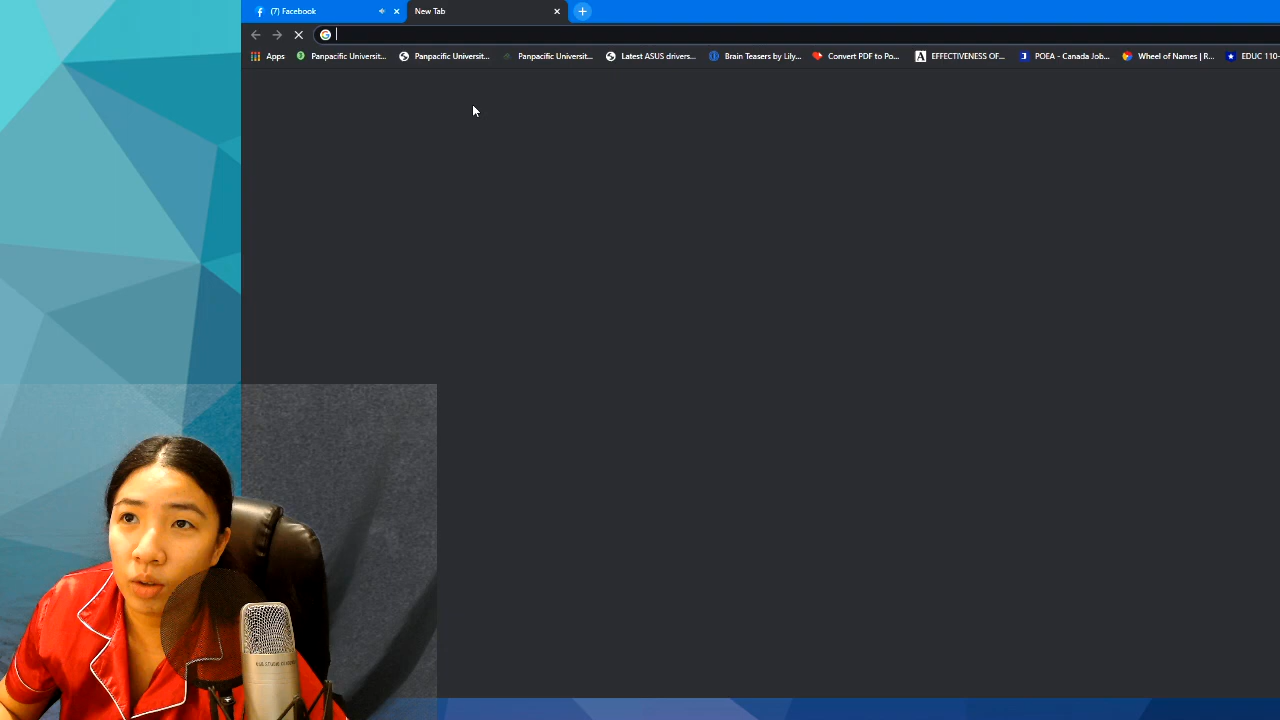 (7) Facebook
New Tab
Apps
Panpacific Universit...
Panpacific Universit...
Panpacific Universit...
Latest ASUS drivers...
Brain Teasers by Lily...
Convert PDF to Po...
EFFECTIVENESS OF...
POEA - Canada Job...
Wheel of Names | R...
EDUC 110-